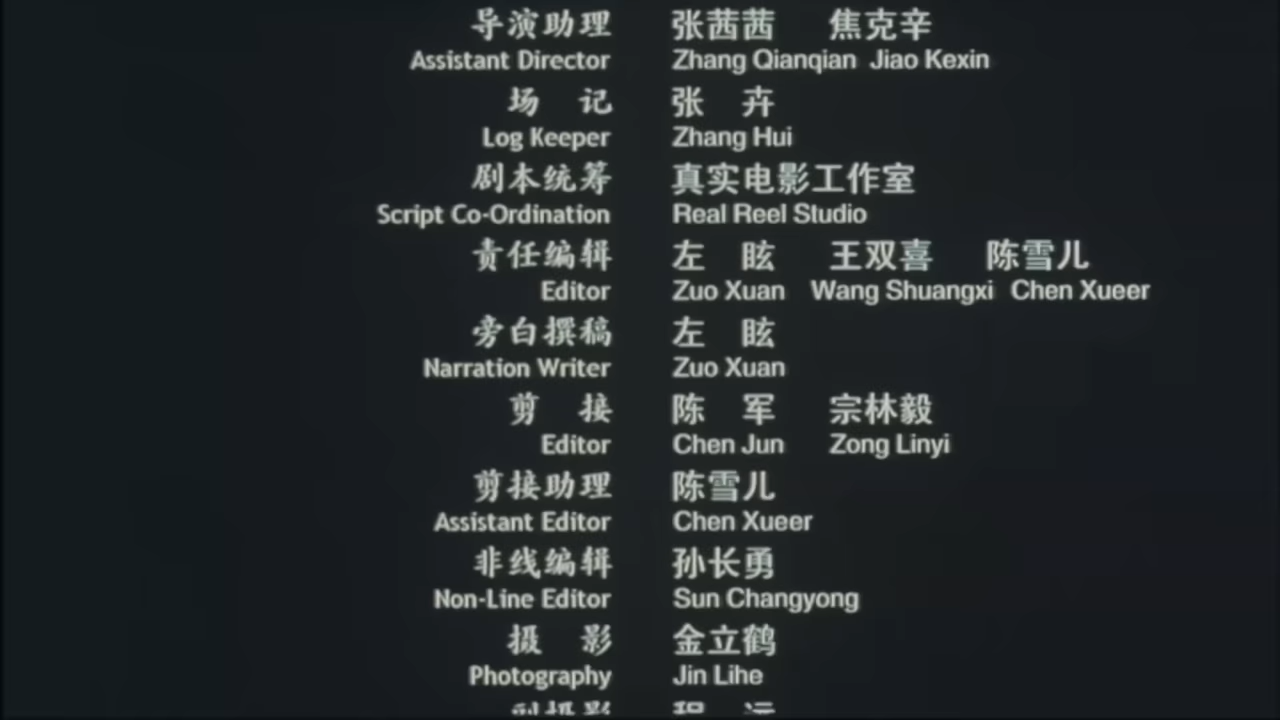 导演助理 张茜茜 焦克辛
Assistant Director Zhang Qianqian Jiao Kexin
场 记 张 卉
Log Keeper Zhang Hui
剧本统筹 真实电影工作室
Script Co-Ordination Real Reel Studio
责任编辑 左 眩 王双喜 陈雪儿
Editor Zuo Xuan Wang Shuangxi Chen Xueer
旁白撰稿 左 眩
Narration Writer Zuo Xuan
剪 接 陈 军 宗林毅
Editor Chen Jun Zong Linyi
剪接助理 陈雪儿
Assistant Editor Chen Xueer
非线编辑 孙长勇
Non-Line Editor Sun Changyong
摄 影 金立鹤
Photography Jin Lihe